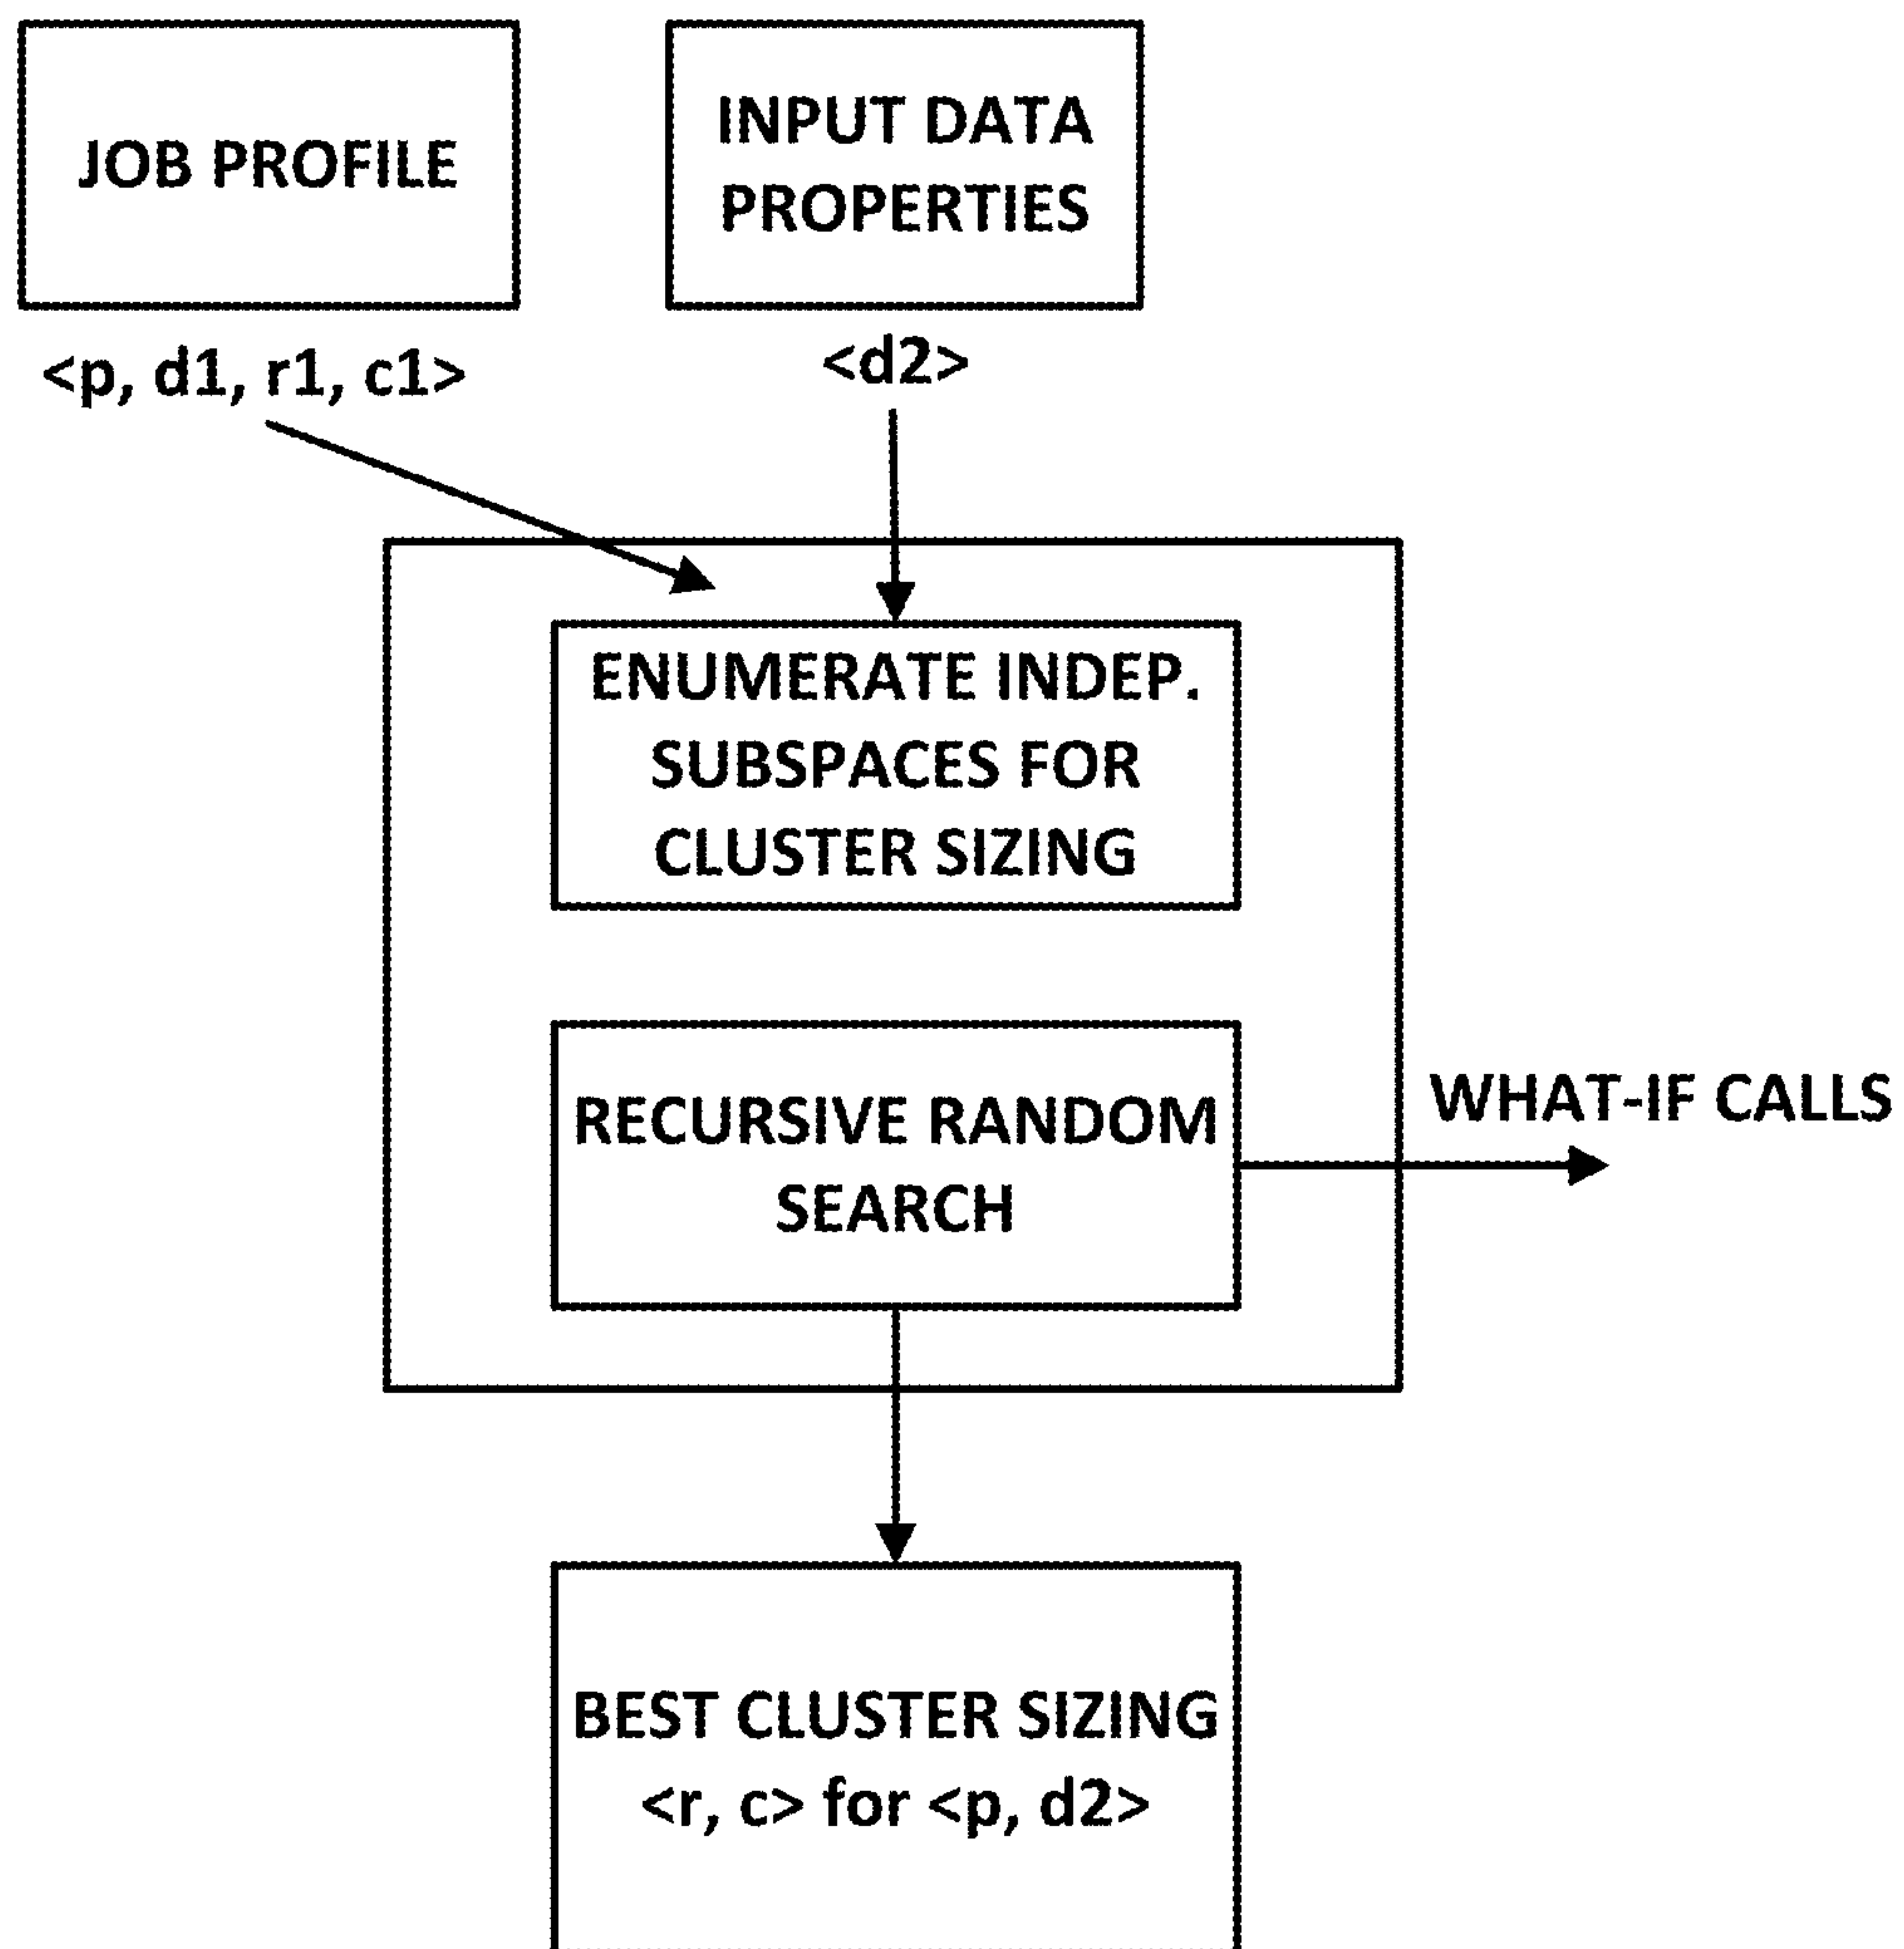 JOB PROFILE
<p, d1, r1, c1>
INPUT DATA
PROPERTIES
<d2>
ENUMERATE INDEP.
SUBSPACES FOR
CLUSTER SIZING
RECURSIVE RANDOM
SEARCH
WHAT-IF CALLS
BEST CLUSTER SIZING
<r, c> for <p, d2>